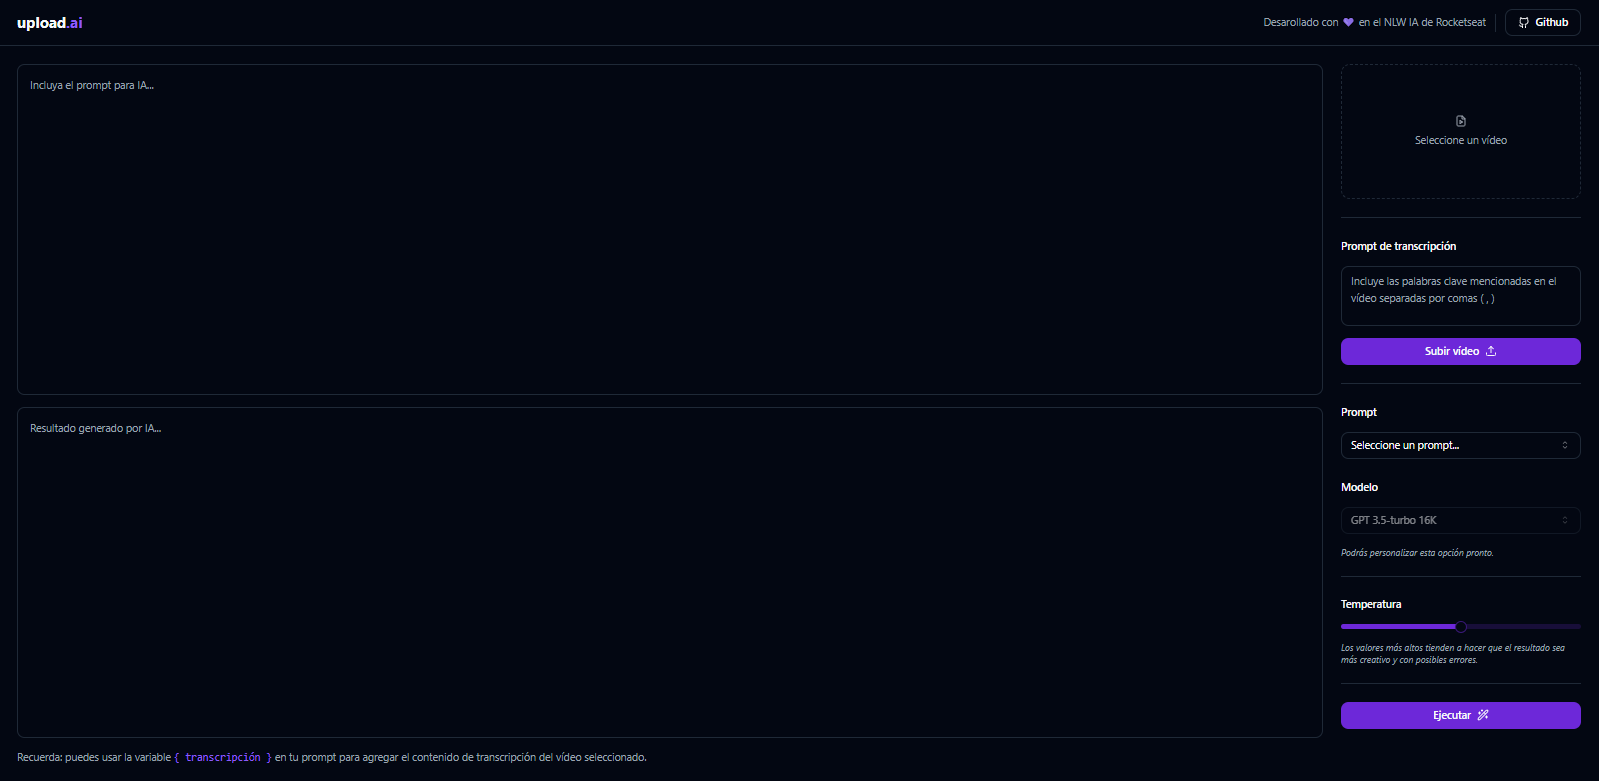 upload.ai
Desarollado con 💜 en el NLW IA de Rocketseat
Github
Incluya el prompt para IA...
Resultado generado por IA...
Recuerda: puedes usar la variable { transcripción } en tu prompt para agregar el contenido de transcripción del vídeo seleccionado.
Seleccione un vídeo
Prompt de transcripción
Incluye las palabras clave mencionadas en el
vídeo separadas por comas ( , )
Subir vídeo
Prompt
Seleccione un prompt...
Modelo
GPT 3.5-turbo 16K
Podrás personalizar esta opción pronto.
Temperatura
Los valores más altos tienden a hacer que el resultado sea
más creativo y con posibles errores.
Ejecutar